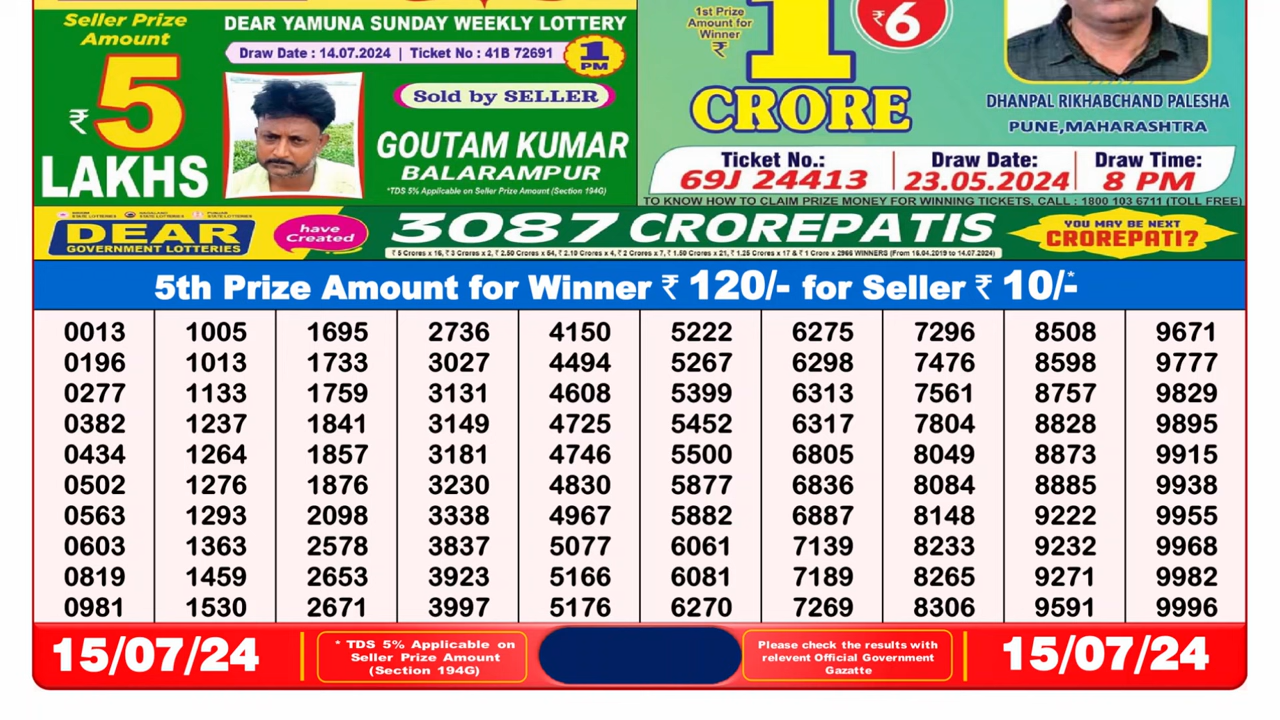 Seller Prize
Amount
₹ 5
LAKHS
DEAR YAMUNA SUNDAY WEEKLY LOTTERY
Draw Date : 14.07.2024 | Ticket No : 41B 72691
1
PM
Sold by SELLER
GOUTAM KUMAR
BALARAMPUR
*TDS 5% Applicable on Seller Prize Amount (Section 194G)
1st Prize
Amount for
Winner
₹
1
CRORE
₹6
DHANPAL RIKHABCHAND PALESHA
PUNE,MAHARASHTRA
Ticket No.: Draw Date: Draw Time:
69J 24413 23.05.2024 8 PM
TO KNOW HOW TO CLAIM PRIZE MONEY FOR WINNING TICKETS, CALL : 1800 103 6711 (TOLL FREE)
DEAR
GOVERNMENT LOTTERIES
have
Created
3087 CROREPATIS
YOU MAY BE NEXT
CROREPATI?
5th Prize Amount for Winner ₹ 120/- for Seller ₹ 10/-*
0013 1005 1695 2736 4150 5222 6275 7296 8508 9671
0196 1013 1733 3027 4494 5267 6298 7476 8598 9777
0277 1133 1759 3131 4608 5399 6313 7561 8757 9829
0382 1237 1841 3149 4725 5452 6317 7804 8828 9895
0434 1264 1857 3181 4746 5500 6805 8049 8873 9915
0502 1276 1876 3230 4830 5877 6836 8084 8885 9938
0563 1293 2098 3338 4967 5882 6887 8148 9222 9955
0603 1363 2578 3837 5077 6061 7139 8233 9232 9968
0819 1459 2653 3923 5166 6081 7189 8265 9271 9982
0981 1530 2671 3997 5176 6270 7269 8306 9591 9996
15/07/24
* TDS 5% Applicable on
Seller Prize Amount
(Section 194G)
Please check the results with
relevent Official Government
Gazatte
15/07/24